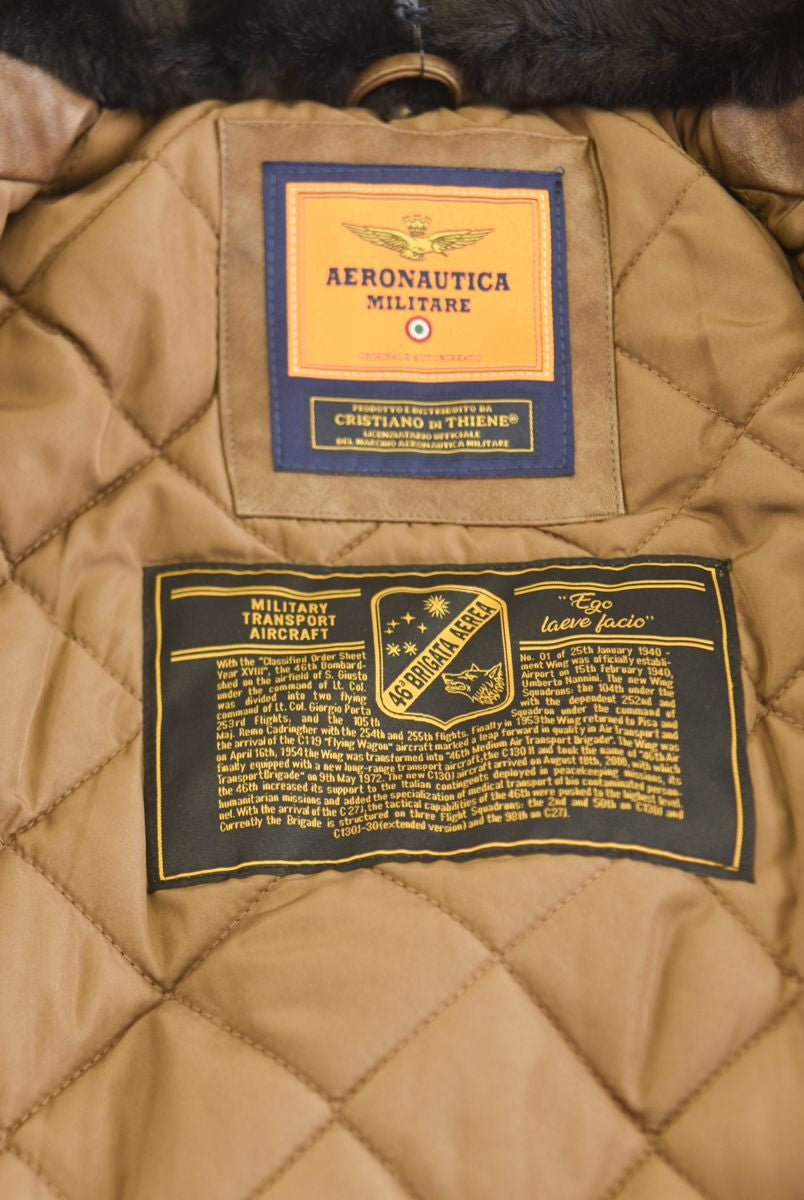 AERONAUTICA
MILITARE
ORIGINALE AUTORIZZATO
PRODOTTO E DISTRIBUITO DA
CRISTIANO DI THIENE®
LICENZIATARIO UFFICIALE
DEL MARCHIO AERONAUTICA MILITARE
MILITARY
TRANSPORT
AIRCRAFT
46ª BRIGATA AEREA
"Ego
laeve facio"
With the "Classified Order Sheet No. 01 of 25th January 1940 -
Year XVIII", the 46th Bombard- ment Wing was officially establi-
shed on the airfield of S. Giusto Airport on 15th February 1940,
under the command of Lt. Col. Umberto Nannini. The new Wing
was divided into two flying Squadrons: the 104th under the
command of Lt. Col. Giorgio Porta with the dependent 252nd and
253rd Flights, and the 105th Squadron under the command of
Maj. Remo Cadringher with the 254th and 255th Flights. Finally in 1953 the Wing returned to Pisa and
the arrival of the C119 "Flying Wagon" aircraft marked a leap forward in quality in Air Transport and
on April 16th, 1954 the Wing was transformed into "46th Medium Air Transport Brigade". The Wing was
finally equipped with a new long-range transport aircraft, the C130 H and took the name of "46th Air
Transport Brigade" on 9th May 1972. The new C130J aircraft arrived on August 18th, 2000, with which
the 46th increased its support to the Italian contingents deployed in peacekeeping missions, its
humanitarian missions and added the specialization of medical transport of bio contaminated person-
nel. With the arrival of the C 27J, the tactical capabilities of the 46th were pushed to the highest level.
Currently the Brigade is structured on three Flight Squadrons: the 2nd and 50th on C130J and
C130J-30 (extended version) and the 98th on C27J.